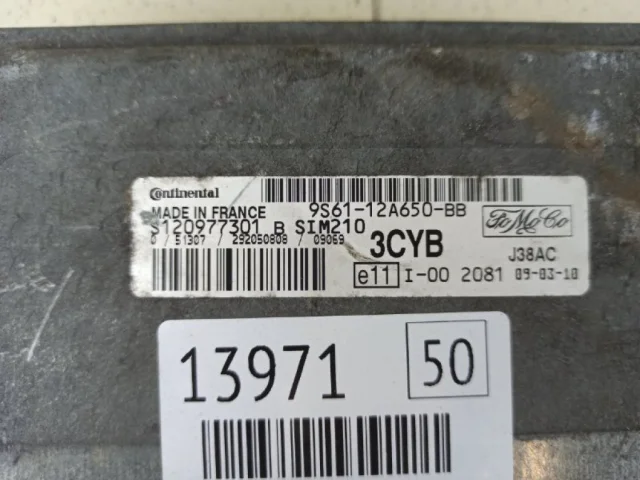 Continental
MADE IN FRANCE 9S61-12A650-BB FoMoCo
S120977301 B SIM210
0 / 51307 / 292050808 / 09069 3CYB J38AC
e11 I-00 2081 09-03-10
13971 50